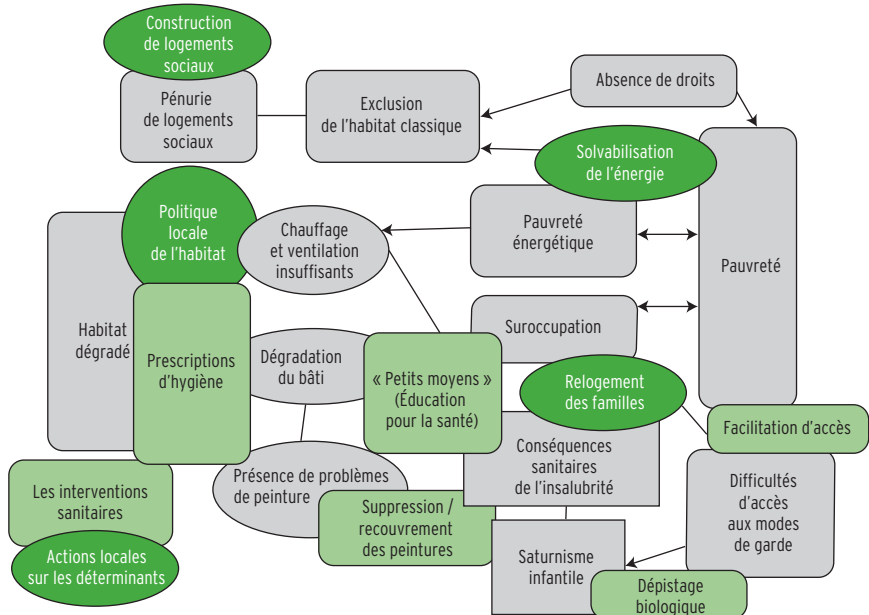 Construction
de logements
sociaux
Pénurie
de logements
sociaux
Exclusion
de l'habitat classique
Absence de droits
Solvabilisation
de l'énergie
Politique
locale
de l'habitat
Chauffage
et ventilation
insuffisants
Pauvreté
énergétique
Pauvreté
Habitat
dégradé
Prescriptions
d'hygiène
Dégradation
du bâti
« Petits moyens »
(Éducation
pour la santé)
Suroccupation
Relogement
des familles
Facilitation d'accès
Conséquences
sanitaires
de l'insalubrité
Difficultés
d'accès
aux modes
de garde
Présence de problèmes
de peinture
Suppression /
recouvrement
des peintures
Les interventions
sanitaires
Actions locales
sur les déterminants
Saturnisme
infantile
Dépistage
biologique